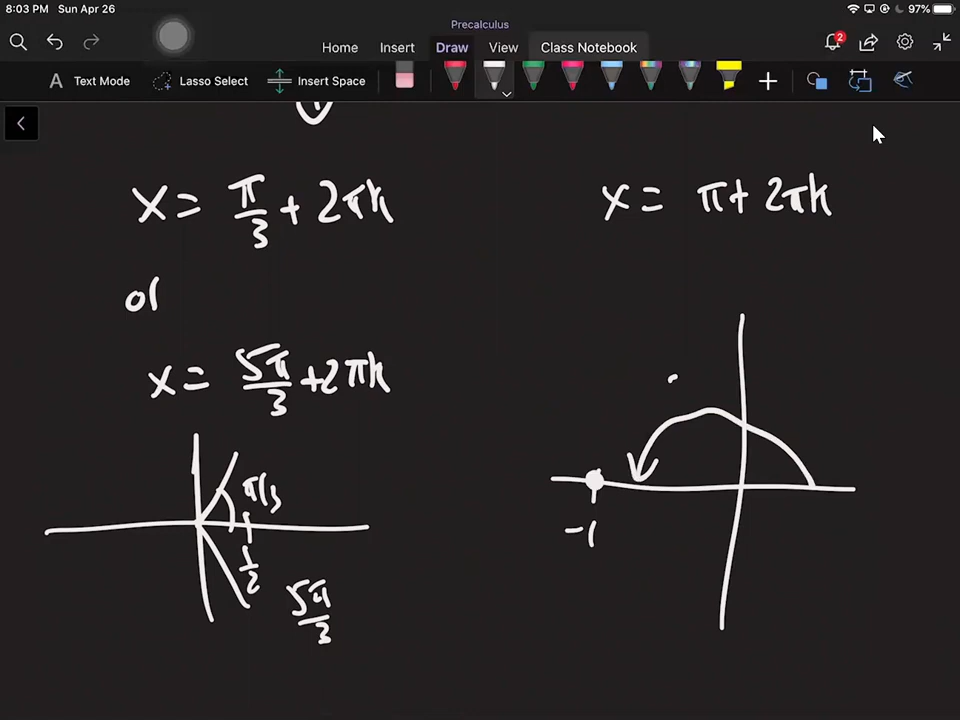 8:03 PM Sun Apr 26
97%
Precalculus
Home Insert Draw View Class Notebook
2
Text Mode Lasso Select Insert Space
x = π/3 + 2πk
x = π + 2πk
or
x = 5π/3 + 2πk
π/3
1/2
5π/3
-1